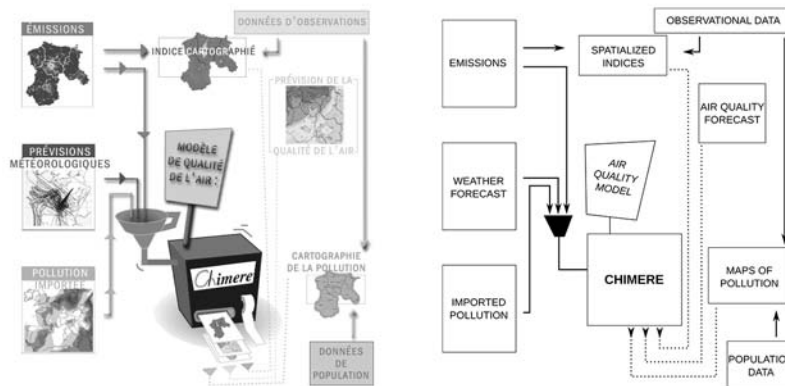 ÉMISSIONS
DONNÉES D'OBSERVATIONS
INDICE CARTOGRAPHIÉ
PRÉVISION DE LA
QUALITÉ DE L'AIR
PRÉVISIONS
MÉTÉOROLOGIQUES
MODÈLE
DE QUALITÉ
DE L'AIR :
POLLUTION
IMPORTÉE
Chimere
CARTOGRAPHIE
DE LA POLLUTION
DONNÉES
DE
POPULATION
OBSERVATIONAL DATA
EMISSIONS
SPATIALIZED
INDICES
AIR QUALITY
FORECAST
WEATHER
FORECAST
AIR
QUALITY
MODEL
IMPORTED
POLLUTION
CHIMERE
MAPS OF
POLLUTION
POPULATION
DATA